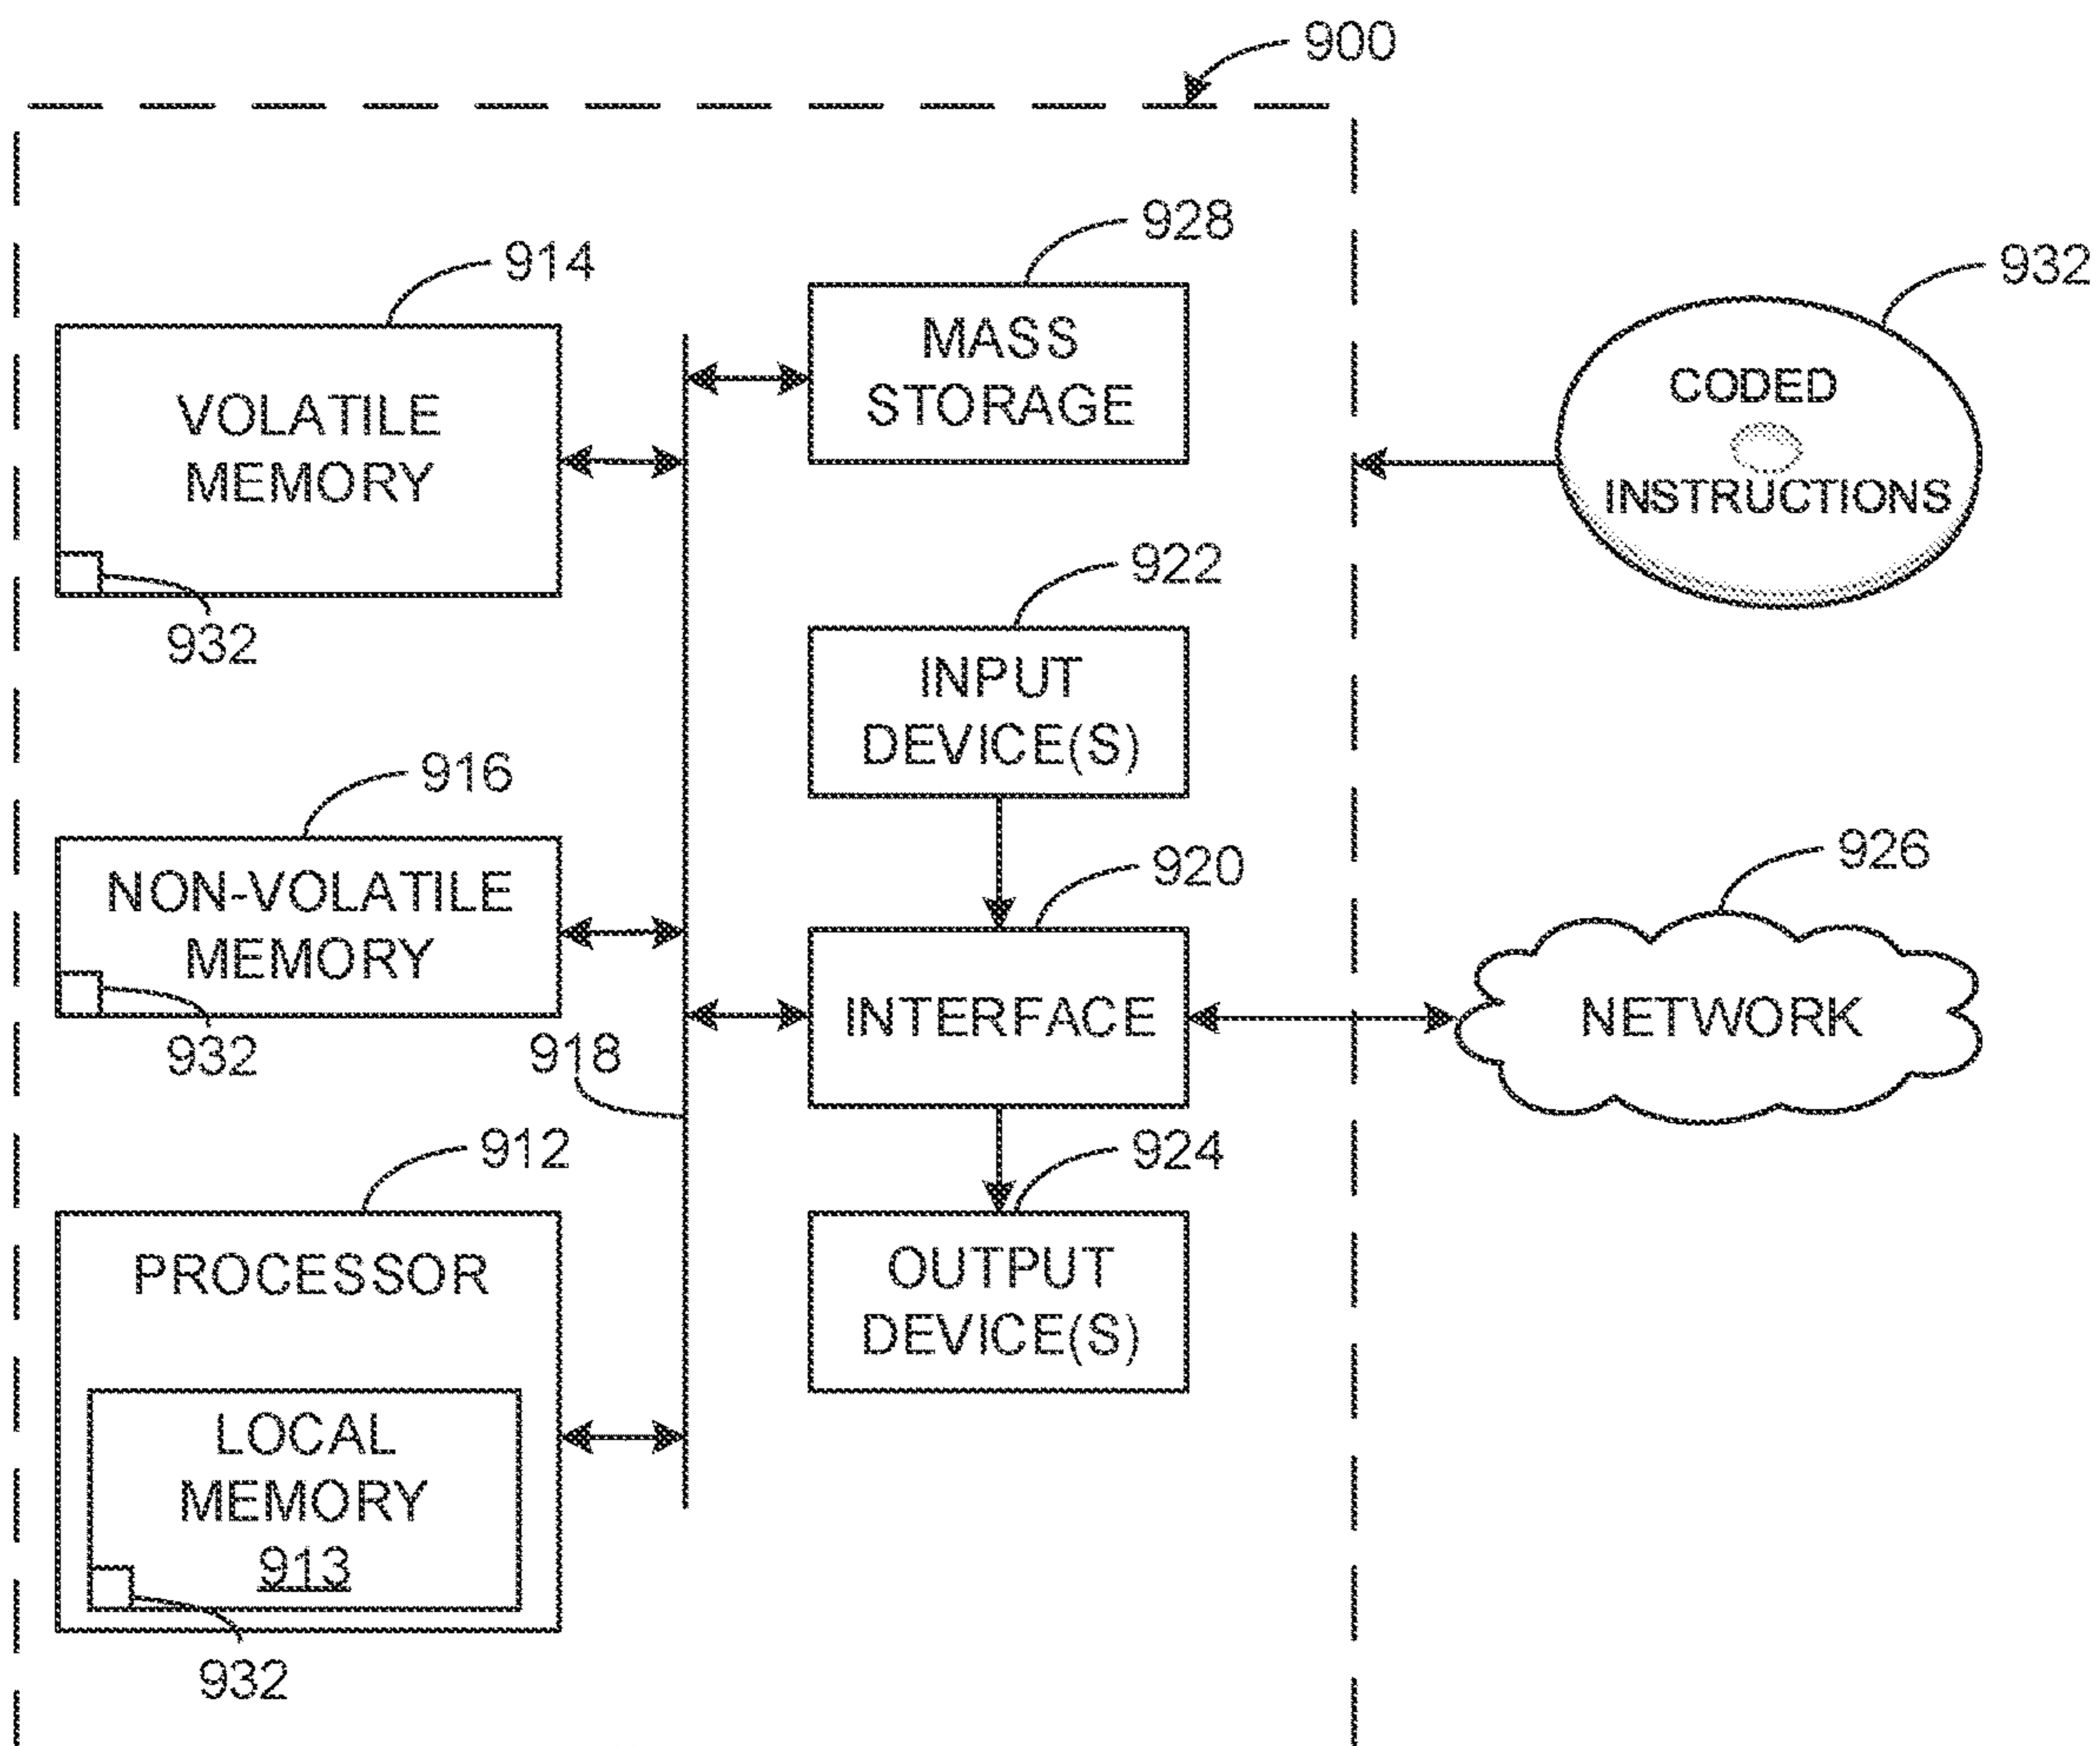 900
928
914
932
MASS
STORAGE
VOLATILE
MEMORY
CODED
INSTRUCTIONS
932
922
INPUT
DEVICE(S)
916
920
926
NON-VOLATILE
MEMORY
INTERFACE
NETWORK
932
918
912
924
PROCESSOR
OUTPUT
DEVICE(S)
LOCAL
MEMORY
913
932